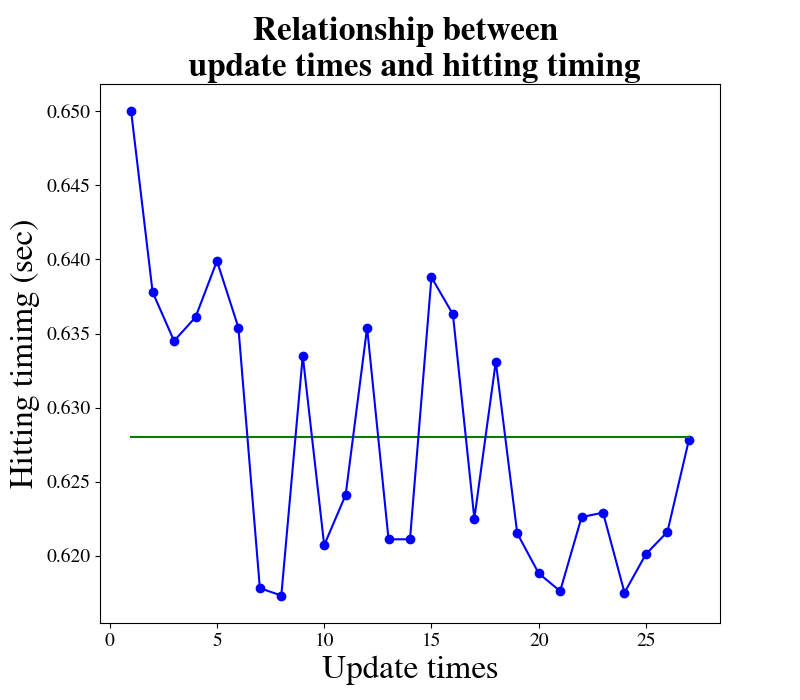 Relationship between
update times and hitting timing
Hitting timimg (sec)
0.650
0.645
0.640
0.635
0.630
0.625
0.620
0 5 10 15 20 25
Update times